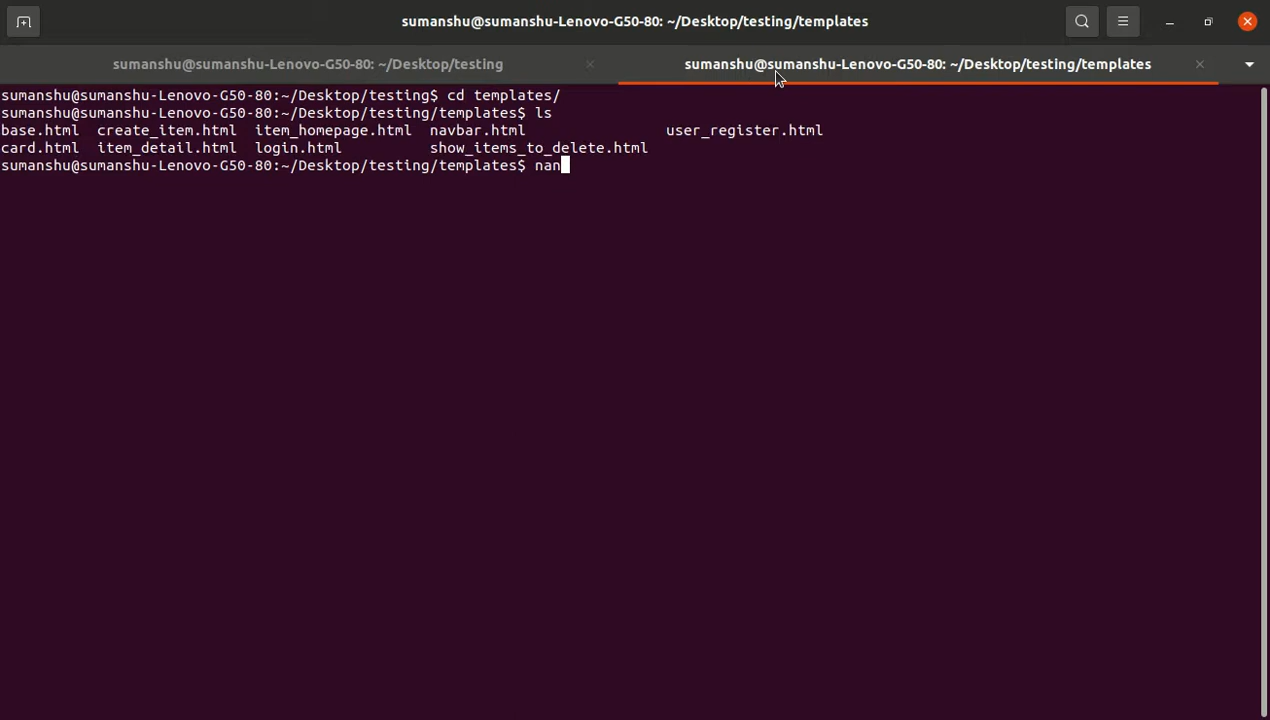 sumanshu@sumanshu-Lenovo-G50-80: ~/Desktop/testing/templates
sumanshu@sumanshu-Lenovo-G50-80: ~/Desktop/testing
sumanshu@sumanshu-Lenovo-G50-80: ~/Desktop/testing/templates
sumanshu@sumanshu-Lenovo-G50-80:~/Desktop/testing$ cd templates/
sumanshu@sumanshu-Lenovo-G50-80:~/Desktop/testing/templates$ ls
base.html  create_item.html  item_homepage.html  navbar.html                user_register.html
card.html  item_detail.html  login.html          show_items_to_delete.html
sumanshu@sumanshu-Lenovo-G50-80:~/Desktop/testing/templates$ nan